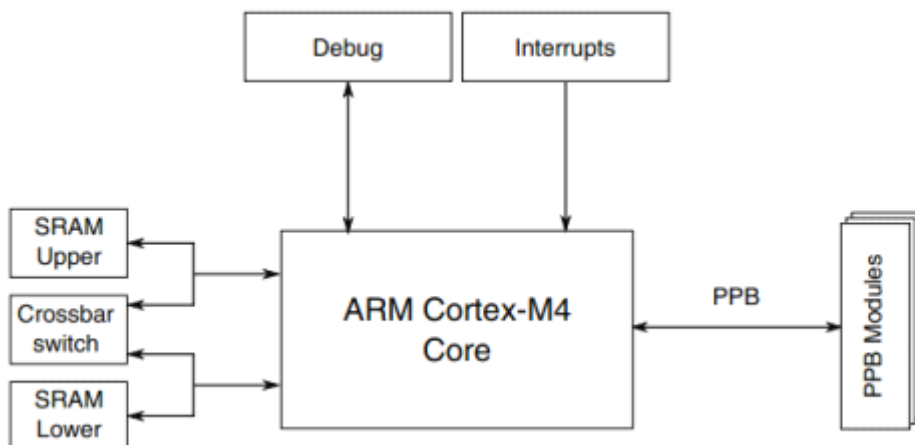 Debug
Interrupts
SRAM
Upper
Crossbar
switch
SRAM
Lower
ARM Cortex-M4
Core
PPB
PPB Modules